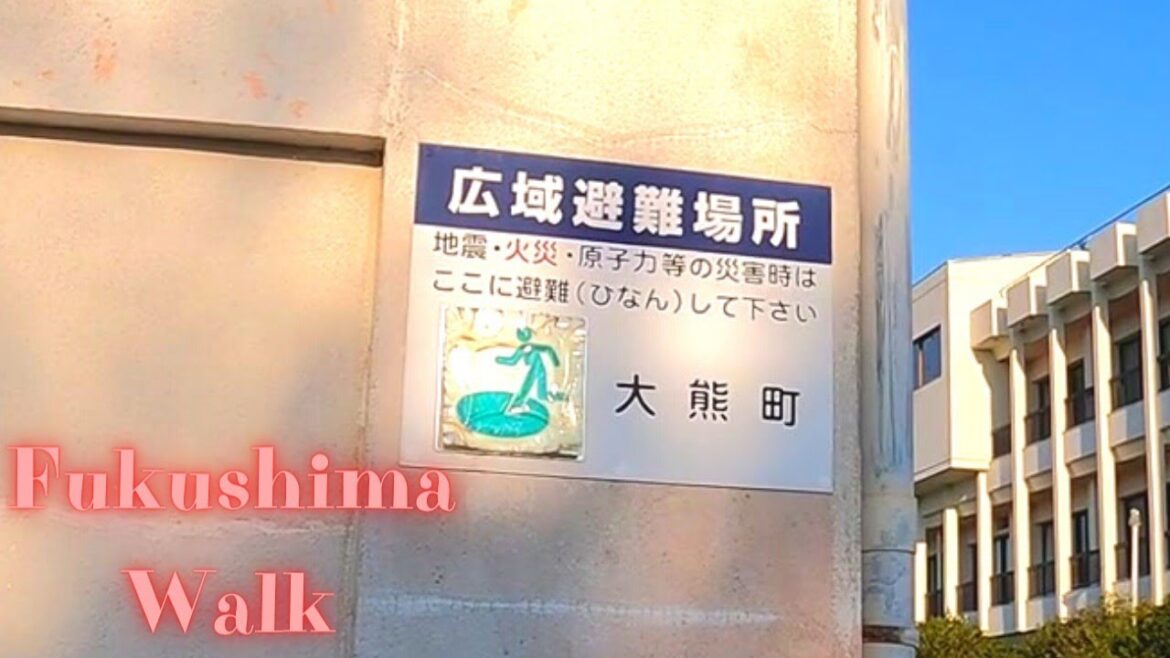 広域避難場所
地震・火災・原子力等の災害時は
ここに避難(ひなん)して下さい
大熊町
Fukushima
Walk